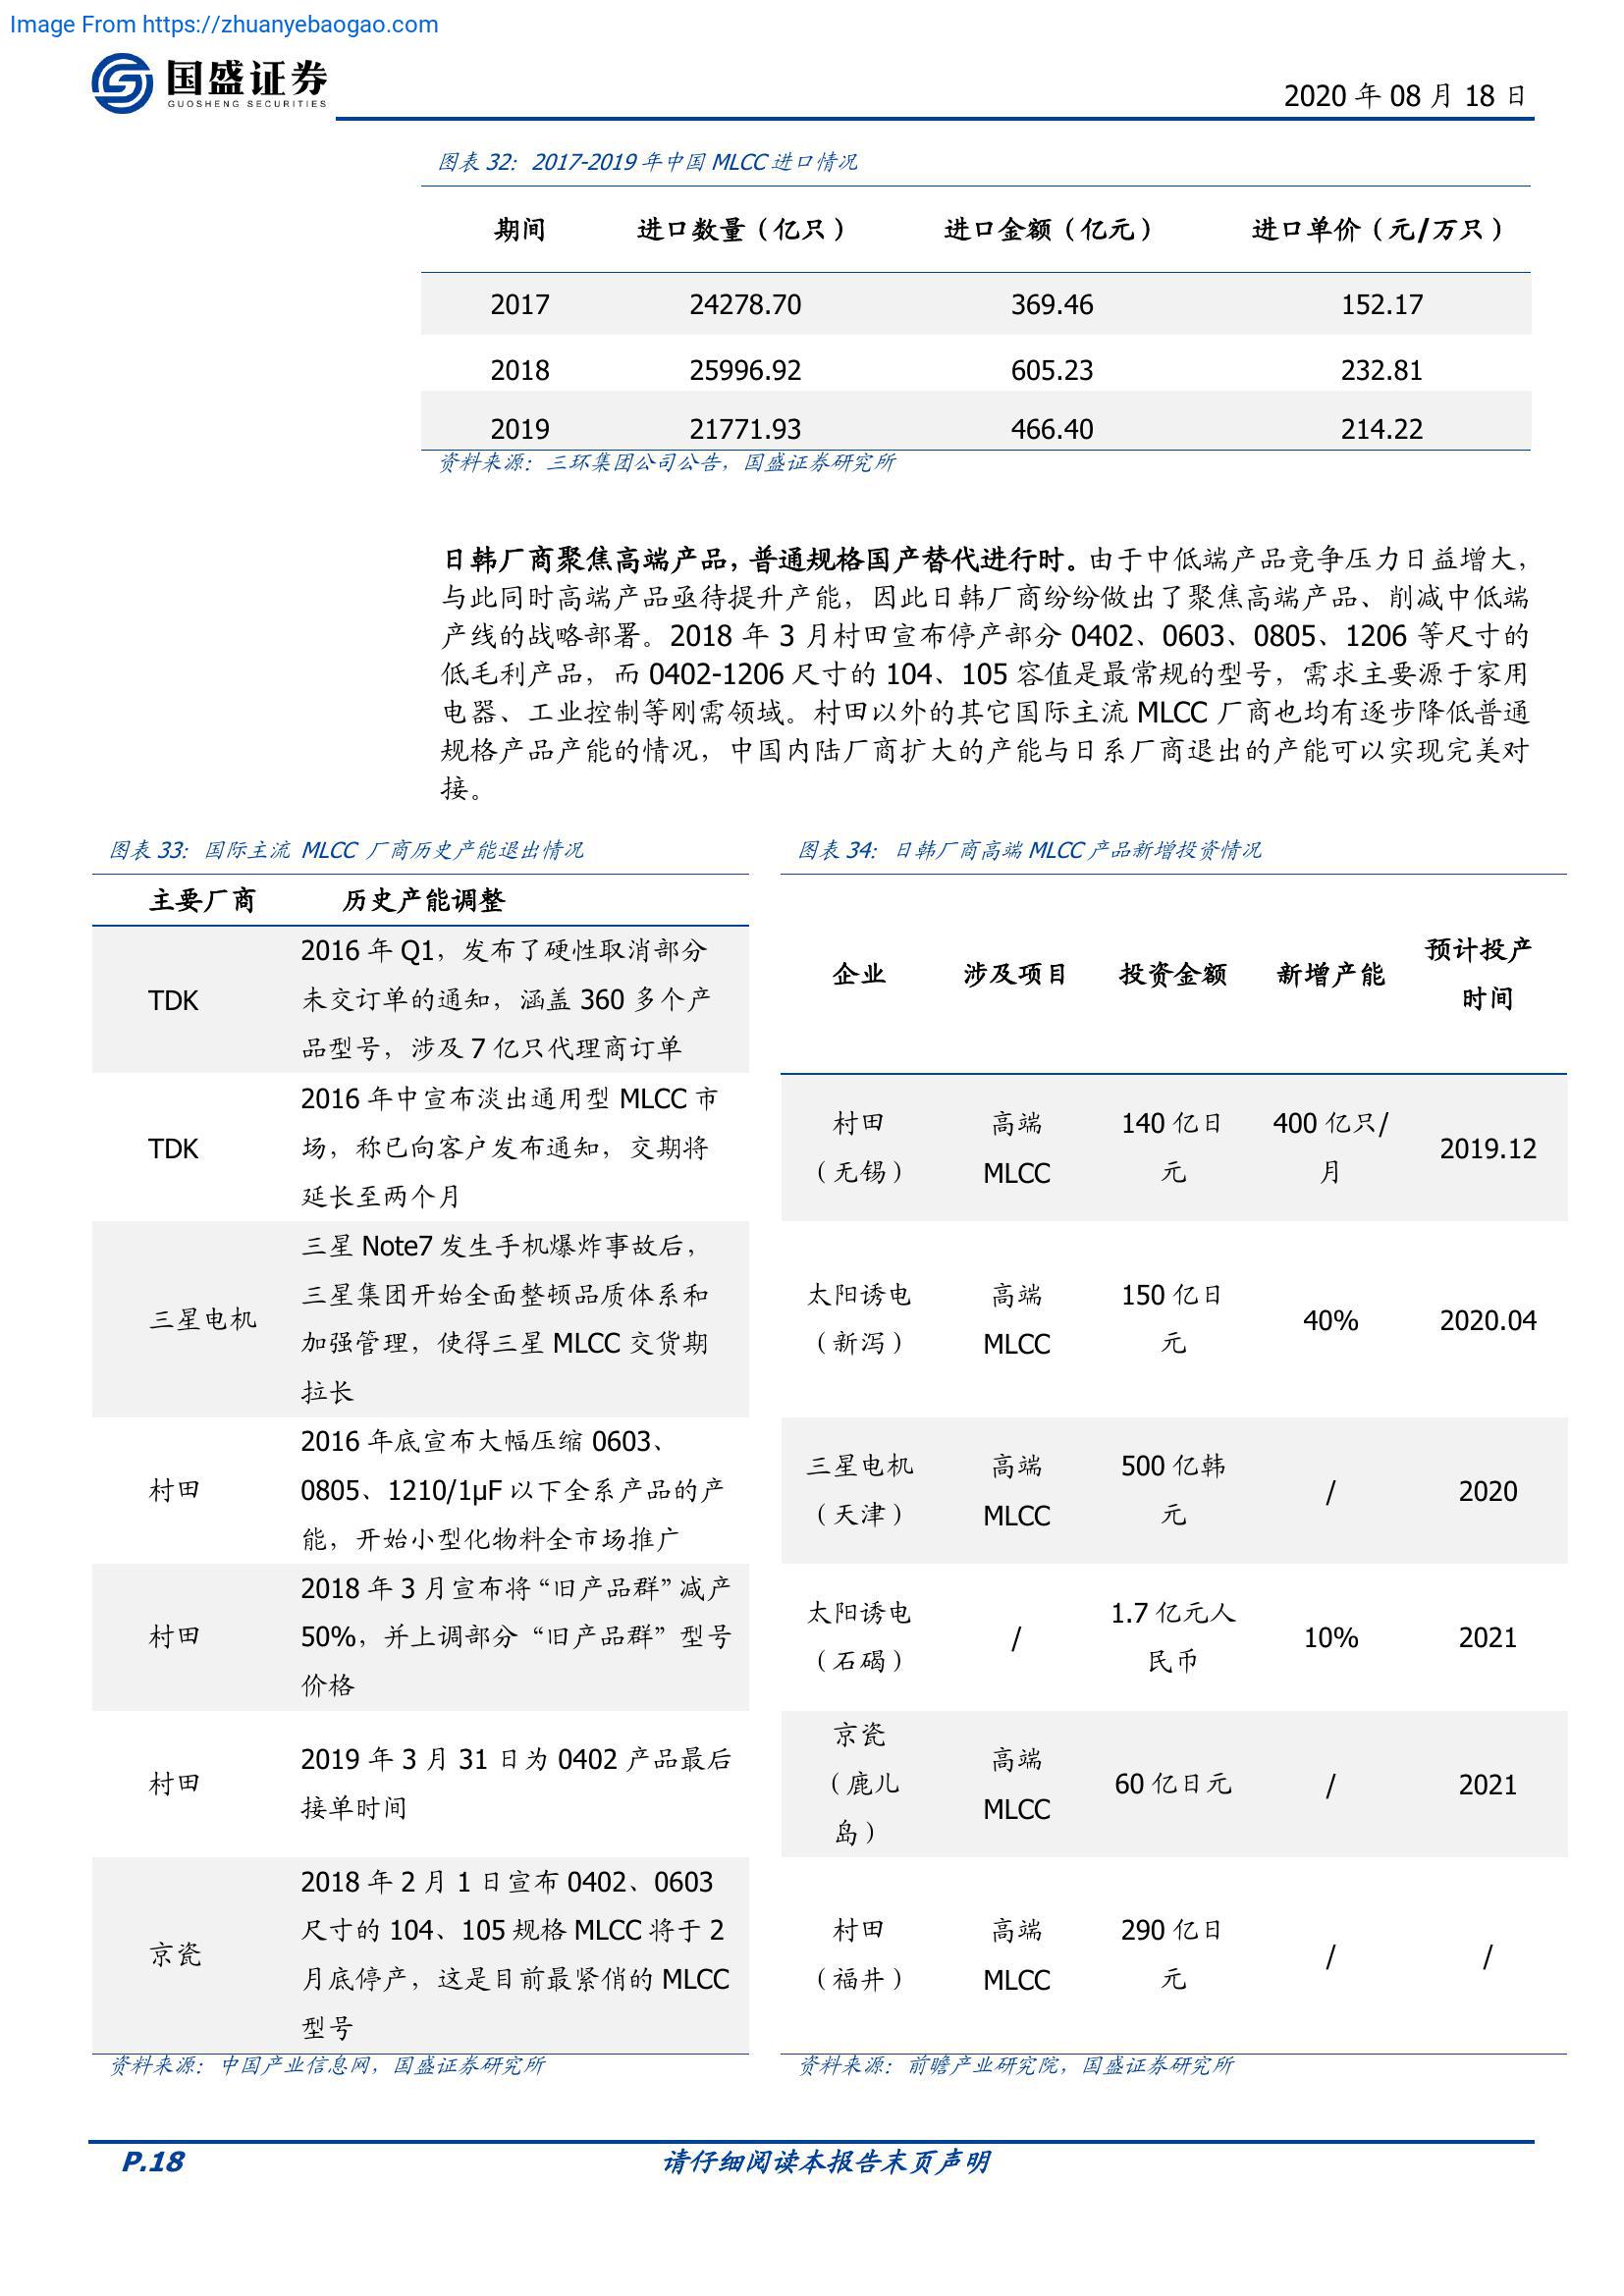 Image From https://zhuanyebaogao.com
国盛证券
GUOSHENG SECURITIES
2020 年 08 月 18 日
图表 32：2017-2019 年中国 MLCC 进口情况
期间 进口数量（亿只） 进口金额（亿元） 进口单价（元/万只）
2017 24278.70 369.46 152.17
2018 25996.92 605.23 232.81
2019 21771.93 466.40 214.22
资料来源：三环集团公司公告，国盛证券研究所
日韩厂商聚焦高端产品，普通规格国产替代进行时。由于中低端产品竞争压力日益增大，
与此同时高端产品亟待提升产能，因此日韩厂商纷纷做出了聚焦高端产品、削减中低端
产线的战略部署。2018 年 3 月村田宣布停产部分 0402、0603、0805、1206 等尺寸的
低毛利产品，而 0402-1206 尺寸的 104、105 容值是最常规的型号，需求主要源于家用
电器、工业控制等刚需领域。村田以外的其它国际主流 MLCC 厂商也均有逐步降低普通
规格产品产能的情况，中国内陆厂商扩大的产能与日系厂商退出的产能可以实现完美对
接。
图表 33：国际主流 MLCC 厂商历史产能退出情况
主要厂商 历史产能调整
TDK
2016 年 Q1，发布了硬性取消部分
未交订单的通知，涵盖 360 多个产
品型号，涉及 7 亿只代理商订单
TDK
2016 年中宣布淡出通用型 MLCC 市
场，称已向客户发布通知，交期将
延长至两个月
三星电机
三星 Note7 发生手机爆炸事故后，
三星集团开始全面整顿品质体系和
加强管理，使得三星 MLCC 交货期
拉长
村田
2016 年底宣布大幅压缩 0603、
0805、1210/1μF 以下全系产品的产
能，开始小型化物料全市场推广
村田
2018 年 3 月宣布将“旧产品群”减产
50%，并上调部分“旧产品群”型号
价格
村田
2019 年 3 月 31 日为 0402 产品最后
接单时间
京瓷
2018 年 2 月 1 日宣布 0402、0603
尺寸的 104、105 规格 MLCC 将于 2
月底停产，这是目前最紧俏的 MLCC
型号
资料来源：中国产业信息网，国盛证券研究所
图表 34：日韩厂商高端 MLCC 产品新增投资情况
企业 涉及项目 投资金额 新增产能 预计投产
时间
村田 高端 140 亿日 400 亿只/ 2019.12
（无锡） MLCC 元 月
太阳诱电 高端 150 亿日 40% 2020.04
（新泻） MLCC 元
三星电机 高端 500 亿韩 / 2020
（天津） MLCC 元
太阳诱电 / 1.7 亿元人 10% 2021
（石碣） 民币
京瓷 高端 60 亿日元 / 2021
（鹿儿 MLCC
岛）
村田 高端 290 亿日 / /
（福井） MLCC 元
资料来源：前瞻产业研究院，国盛证券研究所
P.18 请仔细阅读本报告末页声明